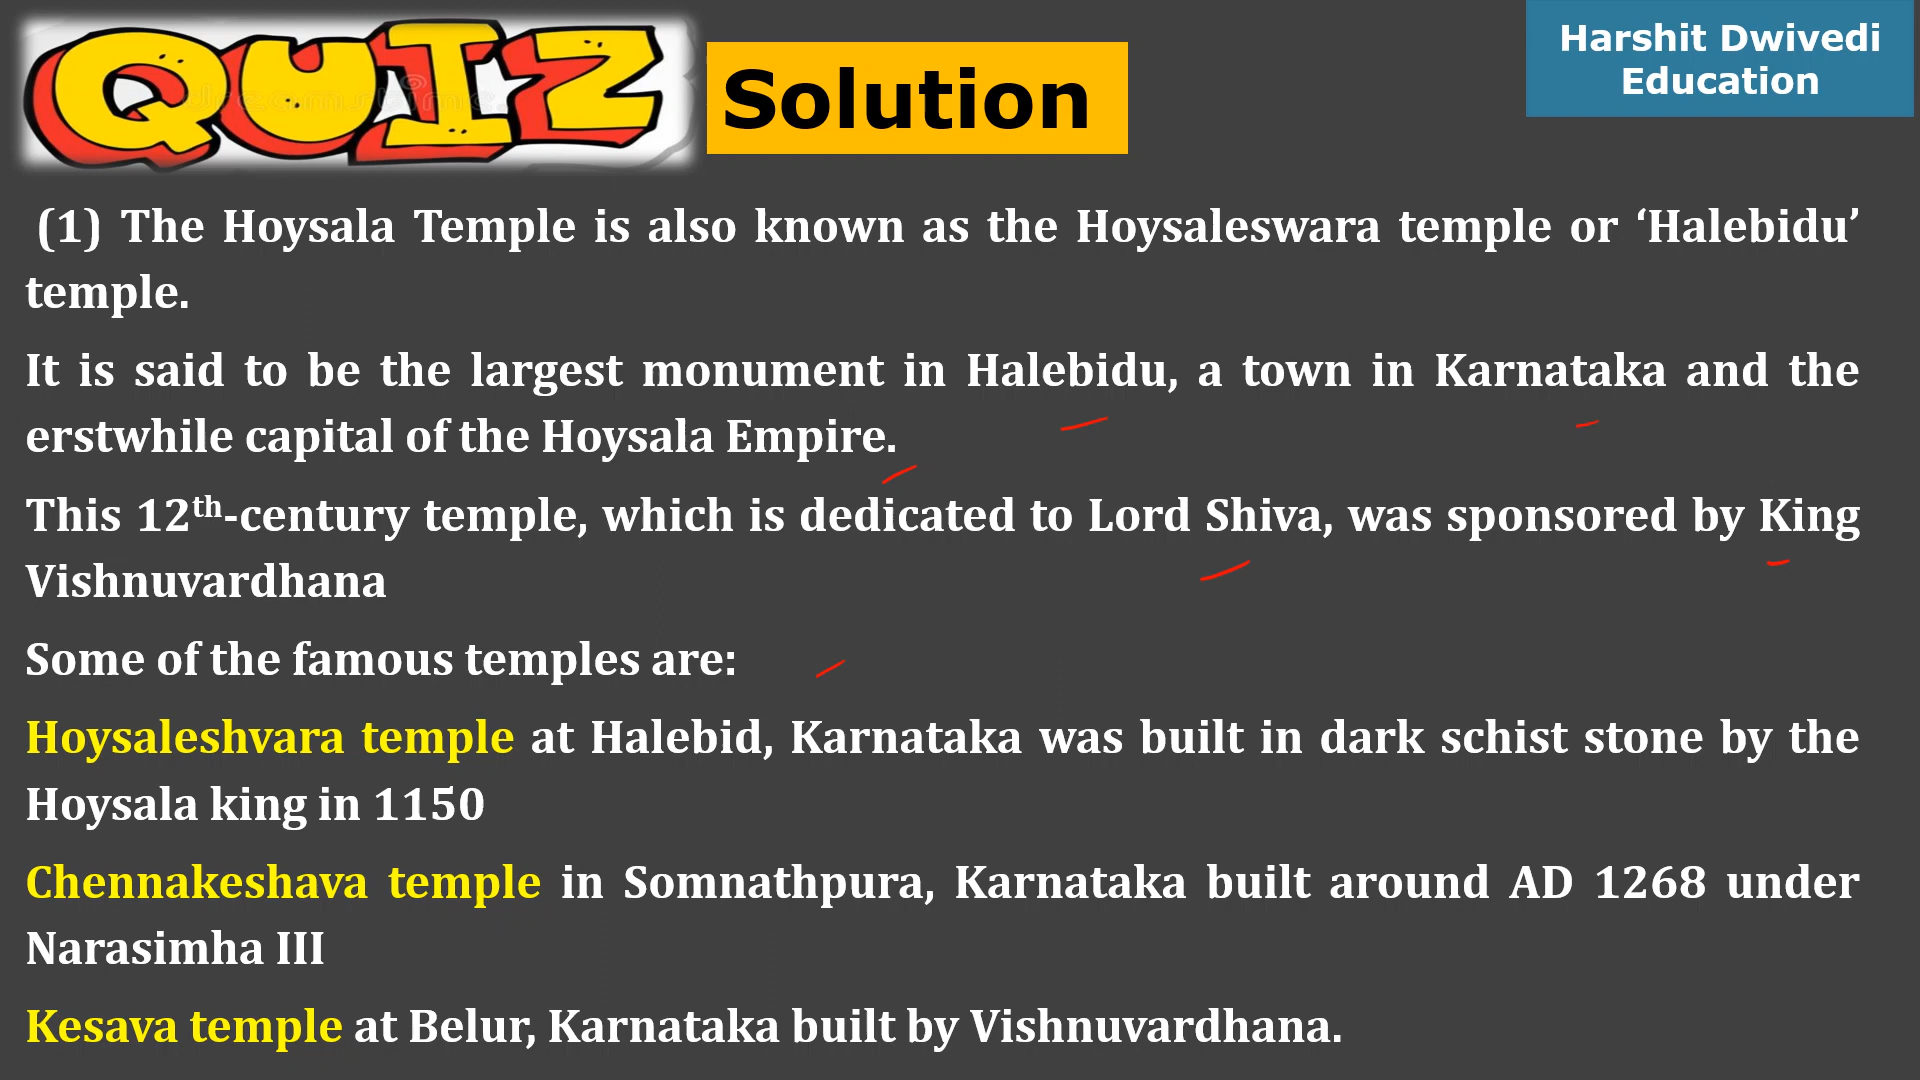 QUIZ
Solution
Harshit Dwivedi
Education
(1) The Hoysala Temple is also known as the Hoysaleswara temple or ‘Halebidu’
temple.
It is said to be the largest monument in Halebidu, a town in Karnataka and the
erstwhile capital of the Hoysala Empire.
This 12th-century temple, which is dedicated to Lord Shiva, was sponsored by King
Vishnuvardhana
Some of the famous temples are:
Hoysaleshvara temple at Halebid, Karnataka was built in dark schist stone by the
Hoysala king in 1150
Chennakeshava temple in Somnathpura, Karnataka built around AD 1268 under
Narasimha III
Kesava temple at Belur, Karnataka built by Vishnuvardhana.